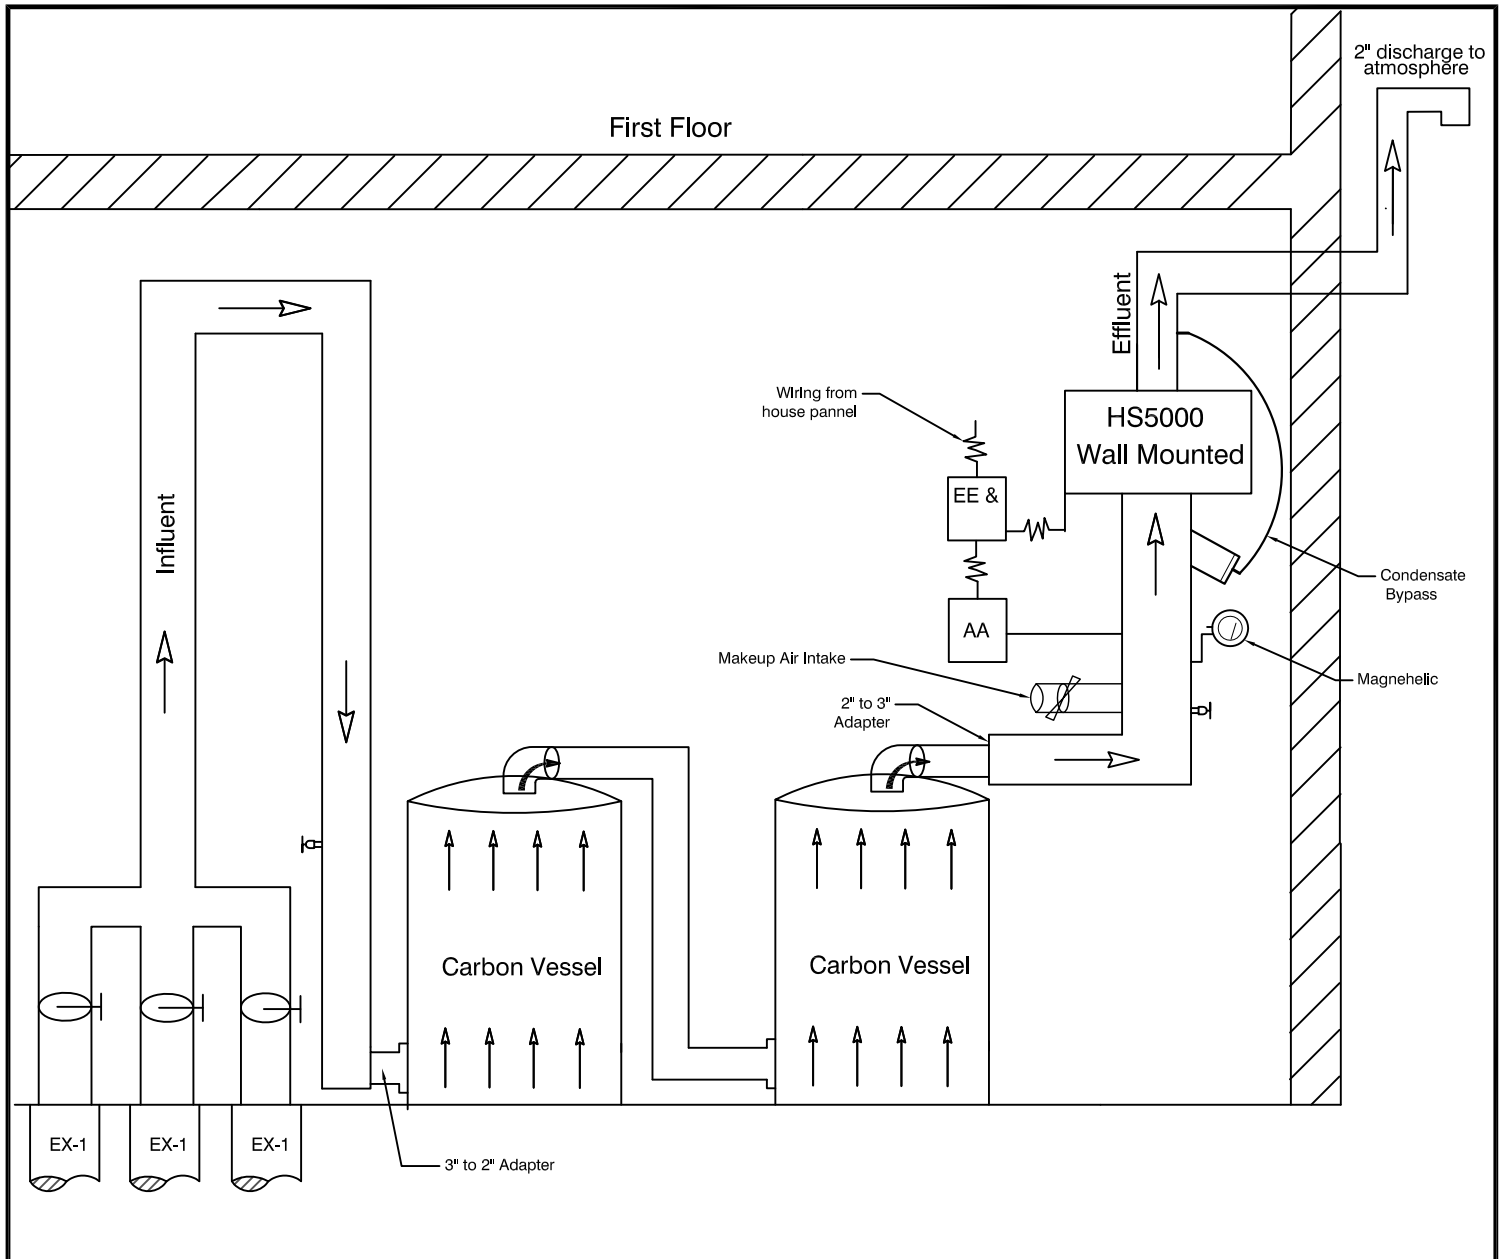 2" discharge to
atmosphere
First Floor
Effluent
Wiring from
house pannel
HS5000
Wall Mounted
EE &
Influent
Condensate
Bypass
AA
Makeup Air Intake
Magnehelic
2" to 3"
Adapter
Carbon Vessel
Carbon Vessel
EX-1
EX-1
EX-1
3" to 2" Adapter